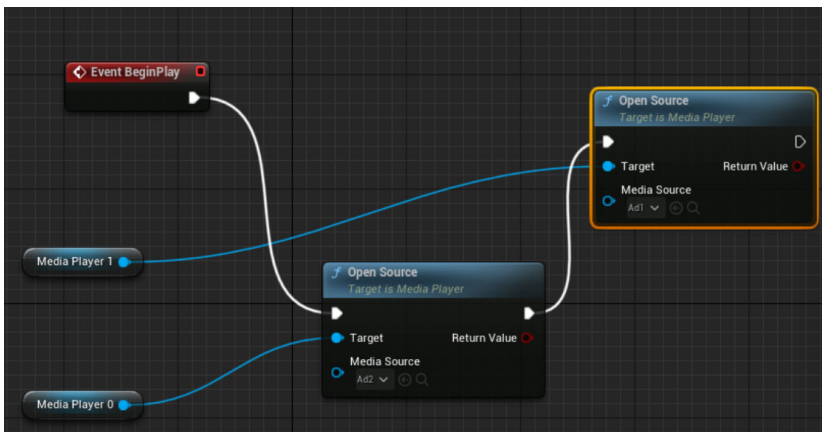 Event BeginPlay
Open Source
Target is Media Player
Target Return Value
Media Source
Ad1
Media Player 1
Open Source
Target is Media Player
Target Return Value
Media Source
Ad2
Media Player 0